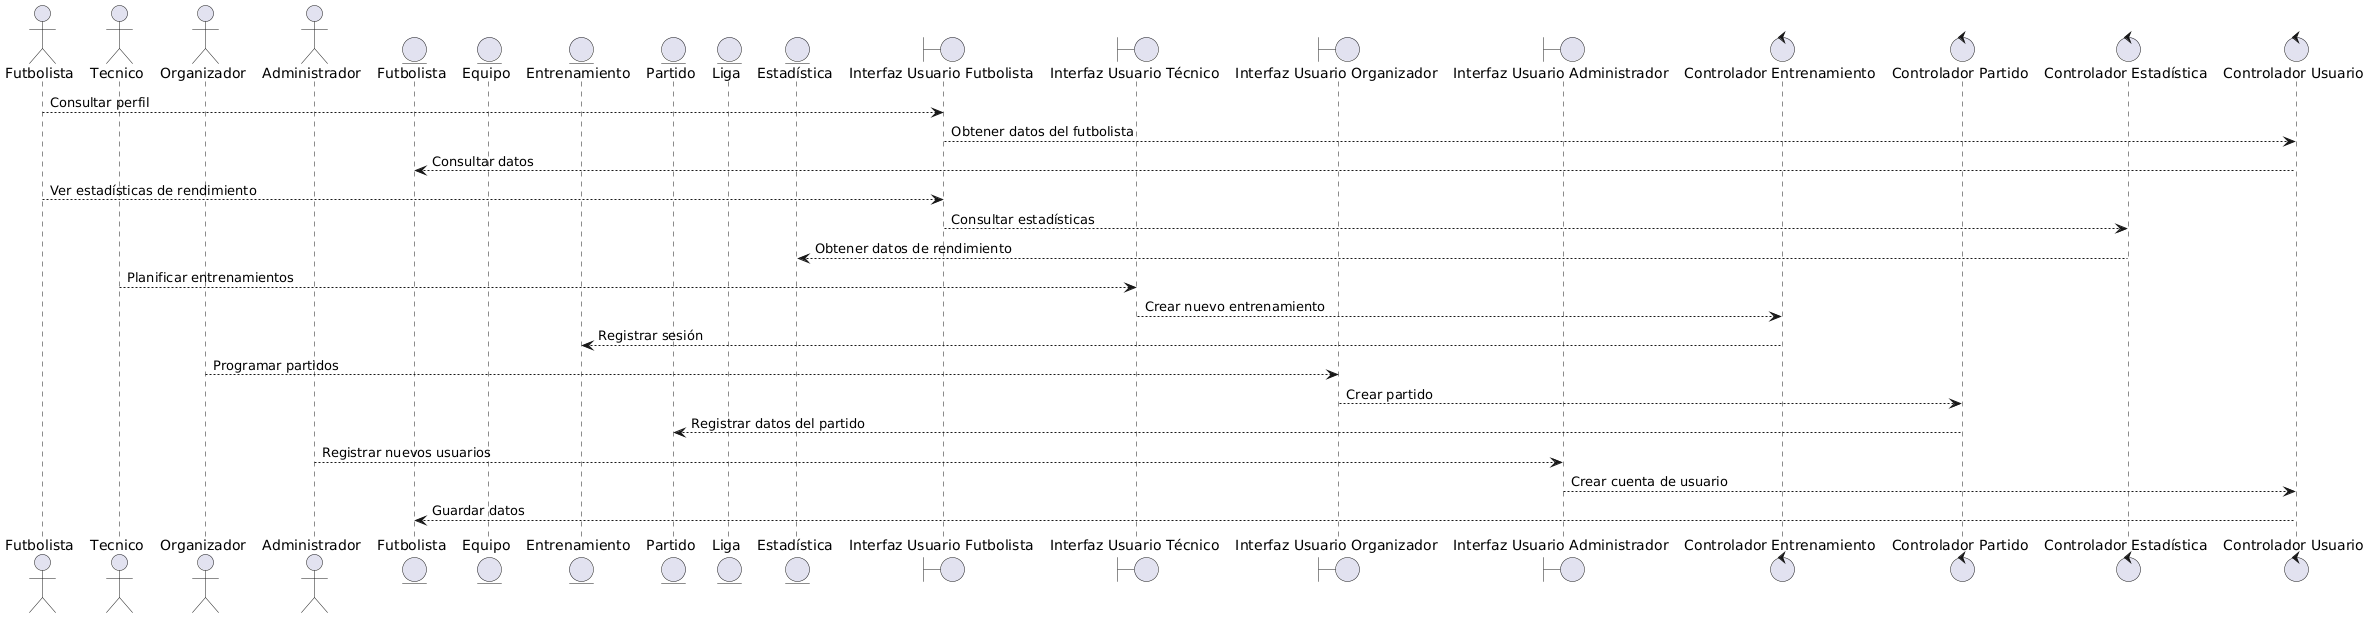 Futbolista Tecnico Organizador Administrador Futbolista Equipo Entrenamiento Partido Liga Estadística Interfaz Usuario Futbolista Interfaz Usuario Técnico Interfaz Usuario Organizador Interfaz Usuario Administrador Controlador Entrenamiento Controlador Partido Controlador Estadística Controlador Usuario
Consultar perfil
Obtener datos del futbolista
Consultar datos
Ver estadísticas de rendimiento
Consultar estadísticas
Obtener datos de rendimiento
Planificar entrenamientos
Crear nuevo entrenamiento
Registrar sesión
Programar partidos
Crear partido
Registrar datos del partido
Registrar nuevos usuarios
Crear cuenta de usuario
Guardar datos
Futbolista Tecnico Organizador Administrador Futbolista Equipo Entrenamiento Partido Liga Estadística Interfaz Usuario Futbolista Interfaz Usuario Técnico Interfaz Usuario Organizador Interfaz Usuario Administrador Controlador Entrenamiento Controlador Partido Controlador Estadística Controlador Usuario